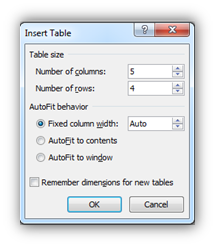 Insert Table
Table size
Number of columns: 5
Number of rows: 4
AutoFit behavior
Fixed column width: Auto
AutoFit to contents
AutoFit to window
Remember dimensions for new tables
OK Cancel